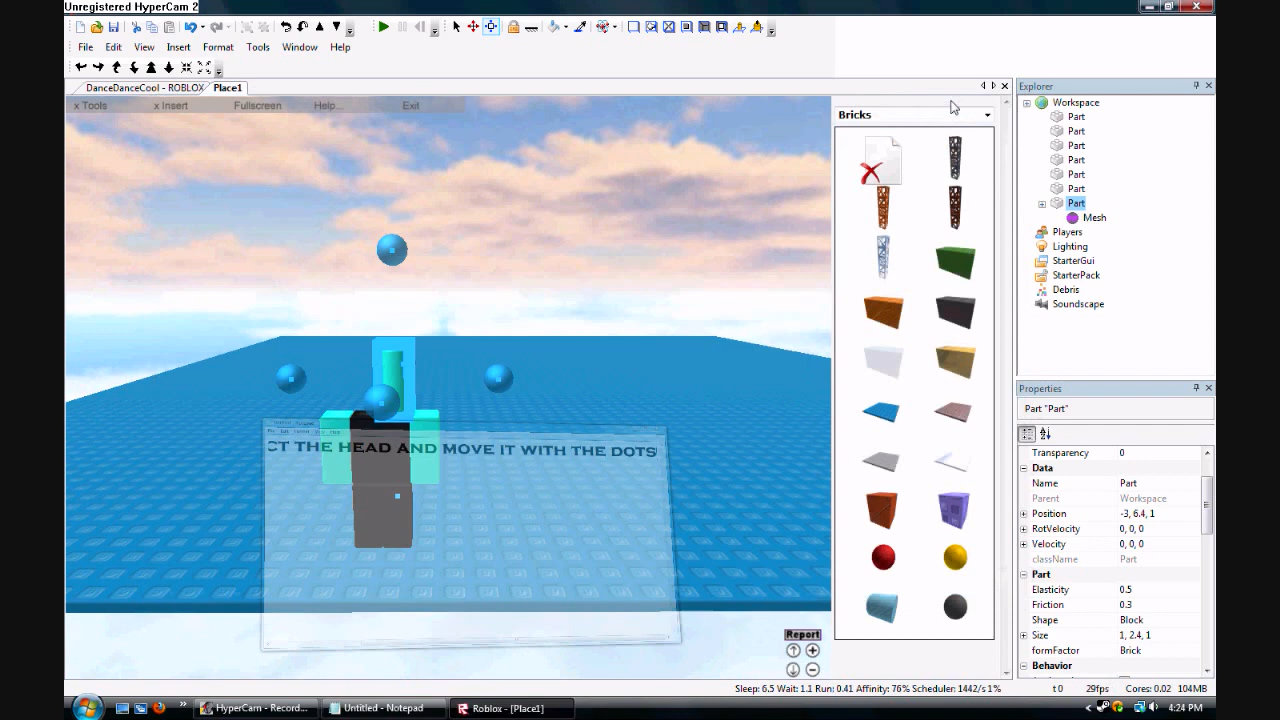 Unregistered HyperCam 2
File Edit View Insert Format Tools Window Help
DanceDanceCool - ROBLOX Place1
x Tools x Insert Fullscreen Help... Exit
Bricks
CT THE HEAD AND MOVE IT WITH THE DOTS
Report
Explorer
Workspace
Part
Part
Part
Part
Part
Part
Part
Mesh
Players
Lighting
StarterGui
StarterPack
Debris
Soundscape
Properties
Part "Part"
Transparency 0
Data
Name Part
Parent Workspace
Position -3, 6.4, 1
RotVelocity 0, 0, 0
Velocity 0, 0, 0
className Part
Part
Elasticity 0.5
Friction 0.3
Shape Block
Size 1, 2.4, 1
formFactor Brick
Behavior
Sleep: 6.5 Wait: 1.1 Run: 0.41 Affinity: 76% Scheduler: 1442/s 1% t 0 29fps Cores: 0.02 104MB
HyperCam - Record... Untitled - Notepad Roblox - [Place1] 4:24 PM